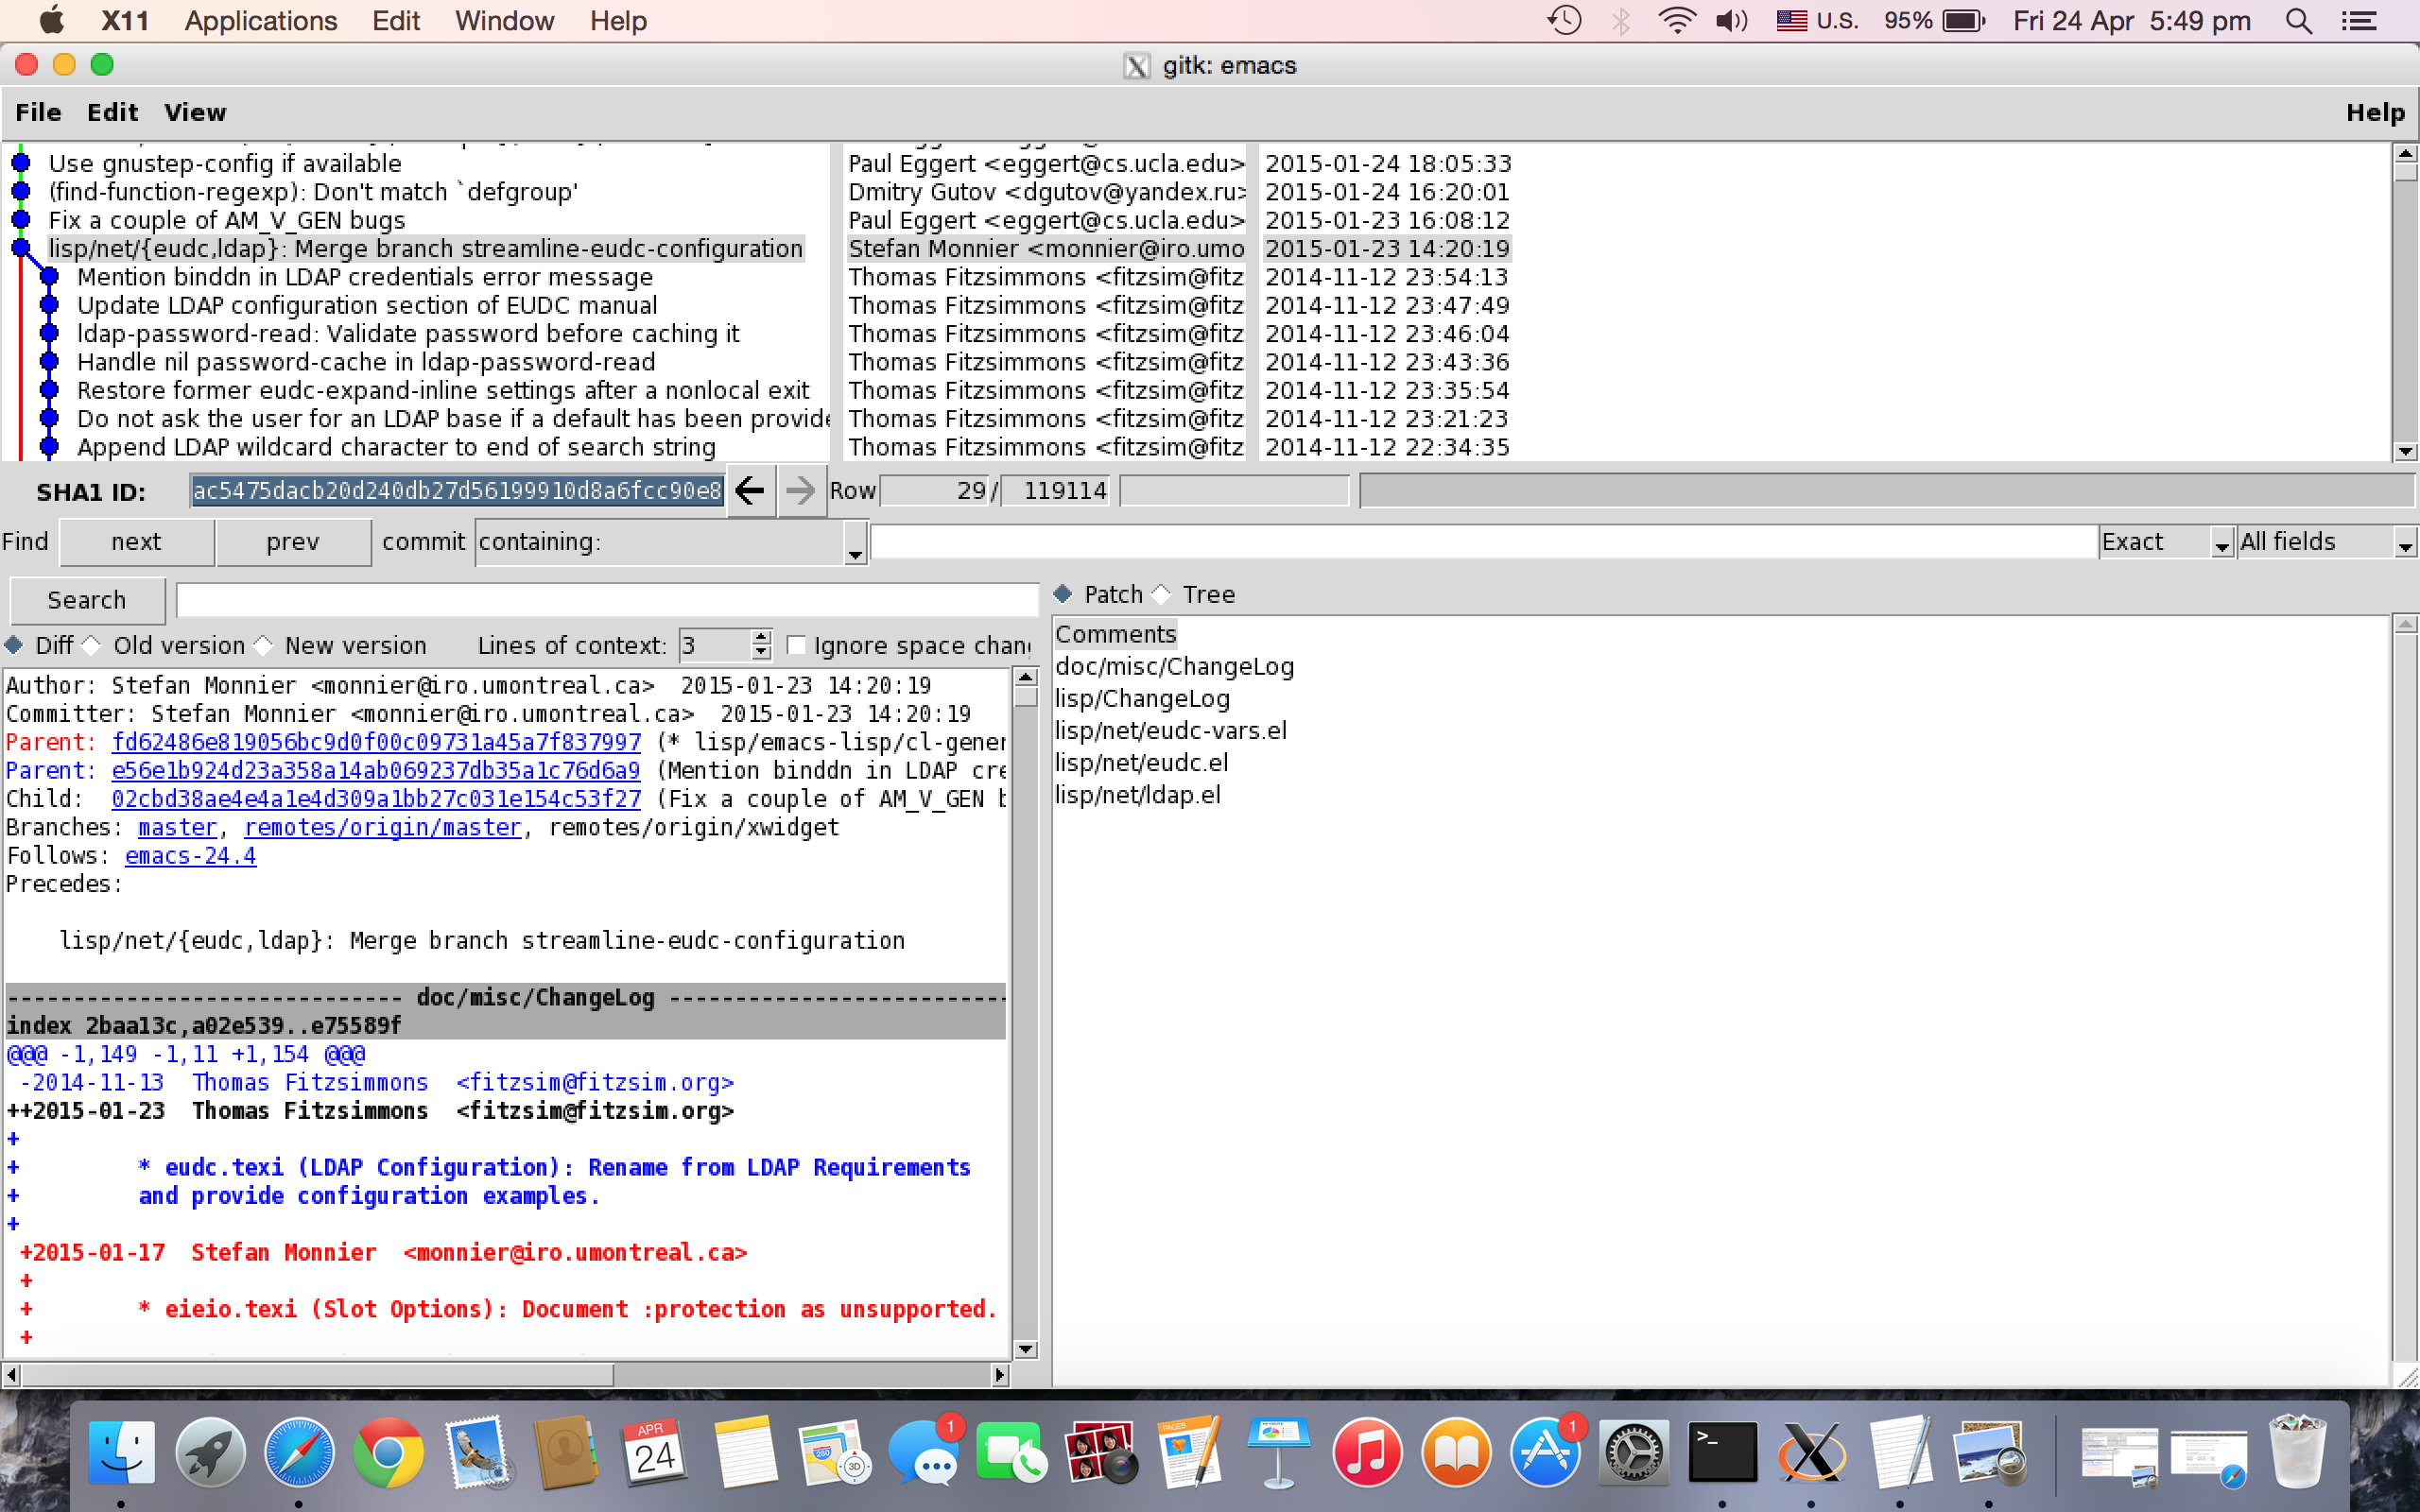 X11 Applications Edit Window Help U.S. 95% Fri 24 Apr 5:49 pm
gitk: emacs
File Edit View Help
Use gnustep-config if available Paul Eggert <eggert@cs.ucla.edu> 2015-01-24 18:05:33
(find-function-regexp): Don't match `defgroup' Dmitry Gutov <dgutov@yandex.ru> 2015-01-24 16:20:01
Fix a couple of AM_V_GEN bugs Paul Eggert <eggert@cs.ucla.edu> 2015-01-23 16:08:12
lisp/net/{eudc,ldap}: Merge branch streamline-eudc-configuration Stefan Monnier <monnier@iro.umo 2015-01-23 14:20:19
Mention binddn in LDAP credentials error message Thomas Fitzsimmons <fitzsim@fitz 2014-11-12 23:54:13
Update LDAP configuration section of EUDC manual Thomas Fitzsimmons <fitzsim@fitz 2014-11-12 23:47:49
ldap-password-read: Validate password before caching it Thomas Fitzsimmons <fitzsim@fitz 2014-11-12 23:46:04
Handle nil password-cache in ldap-password-read Thomas Fitzsimmons <fitzsim@fitz 2014-11-12 23:43:36
Restore former eudc-expand-inline settings after a nonlocal exit Thomas Fitzsimmons <fitzsim@fitz 2014-11-12 23:35:54
Do not ask the user for an LDAP base if a default has been provide Thomas Fitzsimmons <fitzsim@fitz 2014-11-12 23:21:23
Append LDAP wildcard character to end of search string Thomas Fitzsimmons <fitzsim@fitz 2014-11-12 22:34:35
SHA1 ID: ac5475dacb20d240db27d56199910d8a6fcc90e8 Row 29 / 119114
Find next prev commit containing: Exact All fields
Search
Patch Tree
Diff Old version New version Lines of context: 3 Ignore space chan
Comments
doc/misc/ChangeLog
lisp/ChangeLog
lisp/net/eudc-vars.el
lisp/net/eudc.el
lisp/net/ldap.el
Author: Stefan Monnier <monnier@iro.umontreal.ca>  2015-01-23 14:20:19
Committer: Stefan Monnier <monnier@iro.umontreal.ca>  2015-01-23 14:20:19
Parent: fd62486e819056bc9d0f00c09731a45a7f837997 (* lisp/emacs-lisp/cl-gener
Parent: e56e1b924d23a358a14ab069237db35a1c76d6a9 (Mention binddn in LDAP cre
Child:  02cbd38ae4e4a1e4d309a1bb27c031e154c53f27 (Fix a couple of AM_V_GEN b
Branches: master, remotes/origin/master, remotes/origin/xwidget
Follows: emacs-24.4
Precedes:
lisp/net/{eudc,ldap}: Merge branch streamline-eudc-configuration
------------------------------ doc/misc/ChangeLog --------------------------
index 2baa13c,a02e539..e75589f
@@@ -1,149 -1,11 +1,154 @@@
 -2014-11-13  Thomas Fitzsimmons  <fitzsim@fitzsim.org>
++2015-01-23  Thomas Fitzsimmons  <fitzsim@fitzsim.org>
+
+         * eudc.texi (LDAP Configuration): Rename from LDAP Requirements
+         and provide configuration examples.
+
 +2015-01-17  Stefan Monnier  <monnier@iro.umontreal.ca>
 +
 +        * eieio.texi (Slot Options): Document :protection as unsupported.
 +
APR
24
280
3D
1
PAGES
KEYNOTE
1
>_